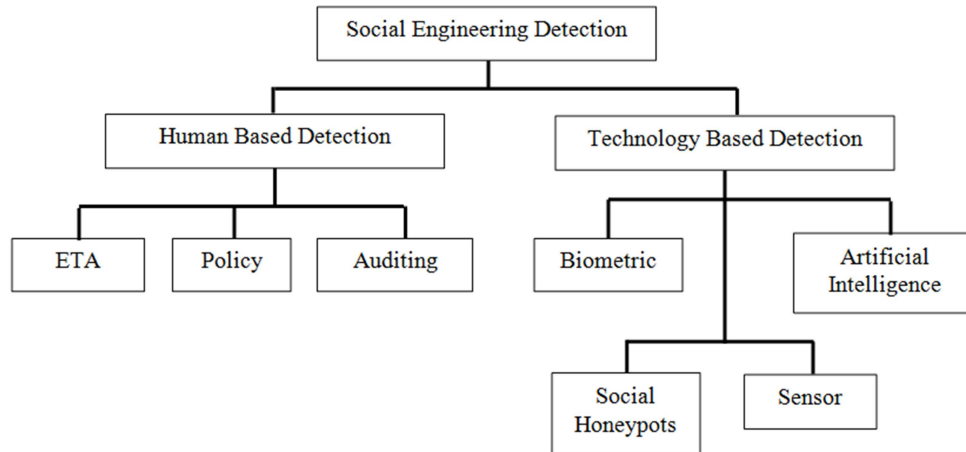 Social Engineering Detection
Human Based Detection
Technology Based Detection
ETA
Policy
Auditing
Biometric
Artificial
Intelligence
Social
Honeypots
Sensor